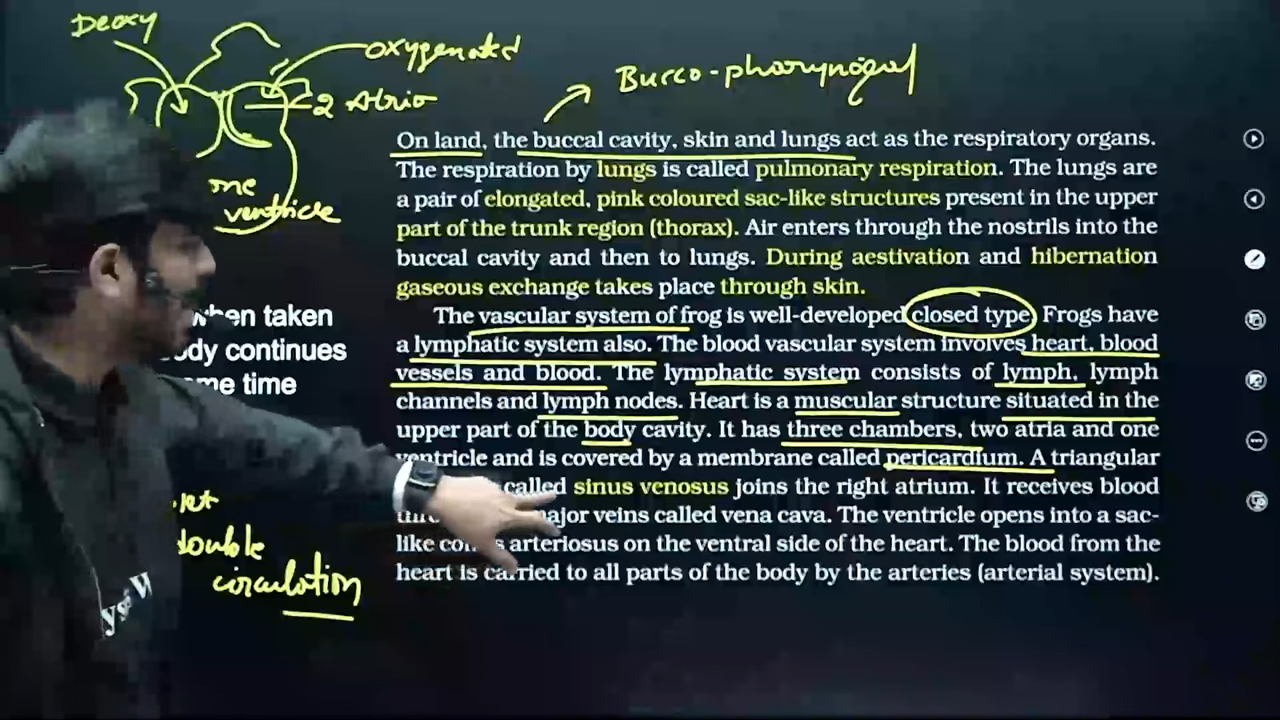 Deoxy
oxygenated
2 Atria
one
ventricle
Bucco-pharyngeal
On land, the buccal cavity, skin and lungs act as the respiratory organs.
The respiration by lungs is called pulmonary respiration. The lungs are
a pair of elongated, pink coloured sac-like structures present in the upper
part of the trunk region (thorax). Air enters through the nostrils into the
buccal cavity and then to lungs. During aestivation and hibernation
gaseous exchange takes place through skin.
The vascular system of frog is well-developed closed type. Frogs have
a lymphatic system also. The blood vascular system involves heart, blood
vessels and blood. The lymphatic system consists of lymph, lymph
channels and lymph nodes. Heart is a muscular structure situated in the
upper part of the body cavity. It has three chambers, two atria and one
ventricle and is covered by a membrane called pericardium. A triangular
called sinus venosus joins the right atrium. It receives blood
major veins called vena cava. The ventricle opens into a sac-
like arteriosus on the ventral side of the heart. The blood from the
heart is carried to all parts of the body by the arteries (arterial system).
when taken
body continues
time
double
circulation